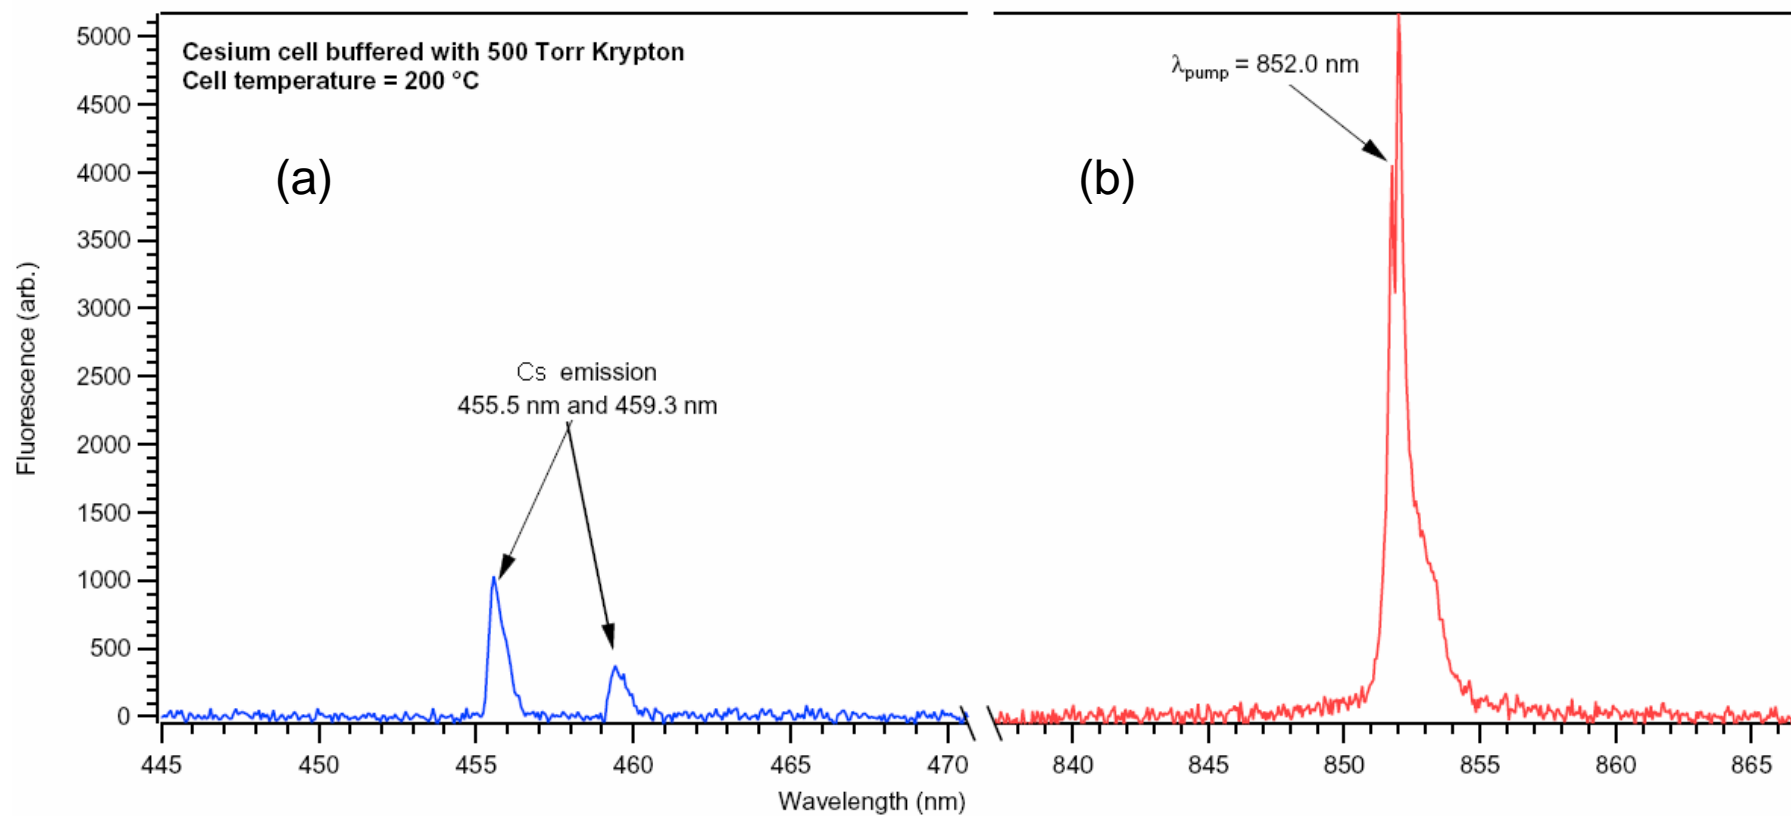 Cesium cell buffered with 500 Torr Krypton
Cell temperature = 200 °C
(a)
(b)
λpump = 852.0 nm
Cs emission
455.5 nm and 459.3 nm
Fluorescence (arb.)
5000
4500
4000
3500
3000
2500
2000
1500
1000
500
0
445 450 455 460 465 470 840 845 850 855 860 865
Wavelength (nm)